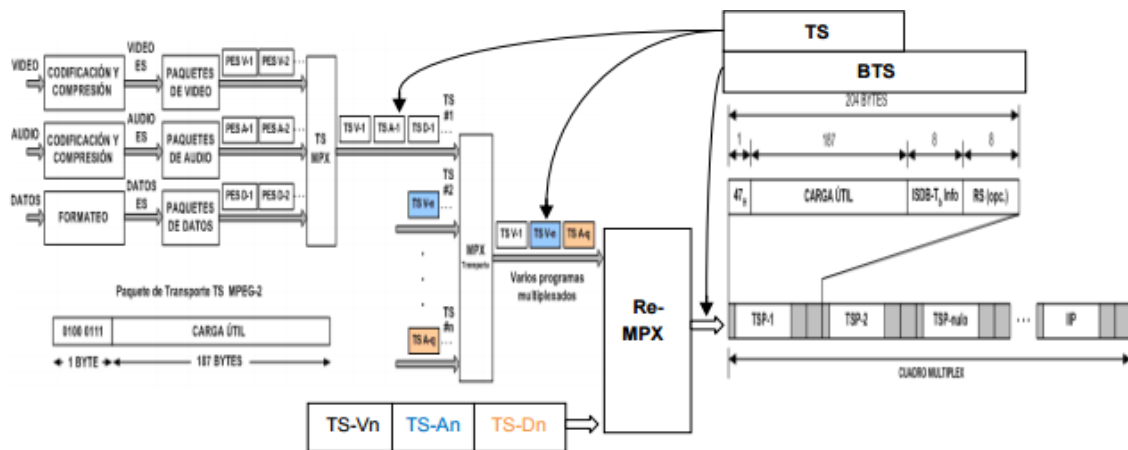 TS
BTS
204 BYTES
1
187
8
8
47H
CARGA ÚTIL
ISDB-TB Info
RS (opc.)
VIDEO
CODIFICACIÓN Y
COMPRESIÓN
VIDEO
ES
PAQUETES
DE VIDEO
PES V-1
PES V-2
...
AUDIO
CODIFICACIÓN Y
COMPRESIÓN
AUDIO
ES
PAQUETES
DE AUDIO
PES A-1
PES A-2
...
DATOS
FORMATEO
DATOS
ES
PAQUETES
DE DATOS
PES D-1
PES D-2
...
TS
MPX
TS V-1
TS A-1
TS D-1
...
TS
#1
TS
#2
TS V-e
...
TS
#n
TS A-q
...
MPX
Transporte
TS V-1
TS V-e
TS A-q
Varios programas
multiplexados
Re-
MPX
TSP-1
TSP-2
TSP-nulo
...
IIP
CUADRO MULTIPLEX
Paquete de Transporte TS MPEG-2
0100 0111
CARGA ÚTIL
1 BYTE
187 BYTES
TS-Vn
TS-An
TS-Dn